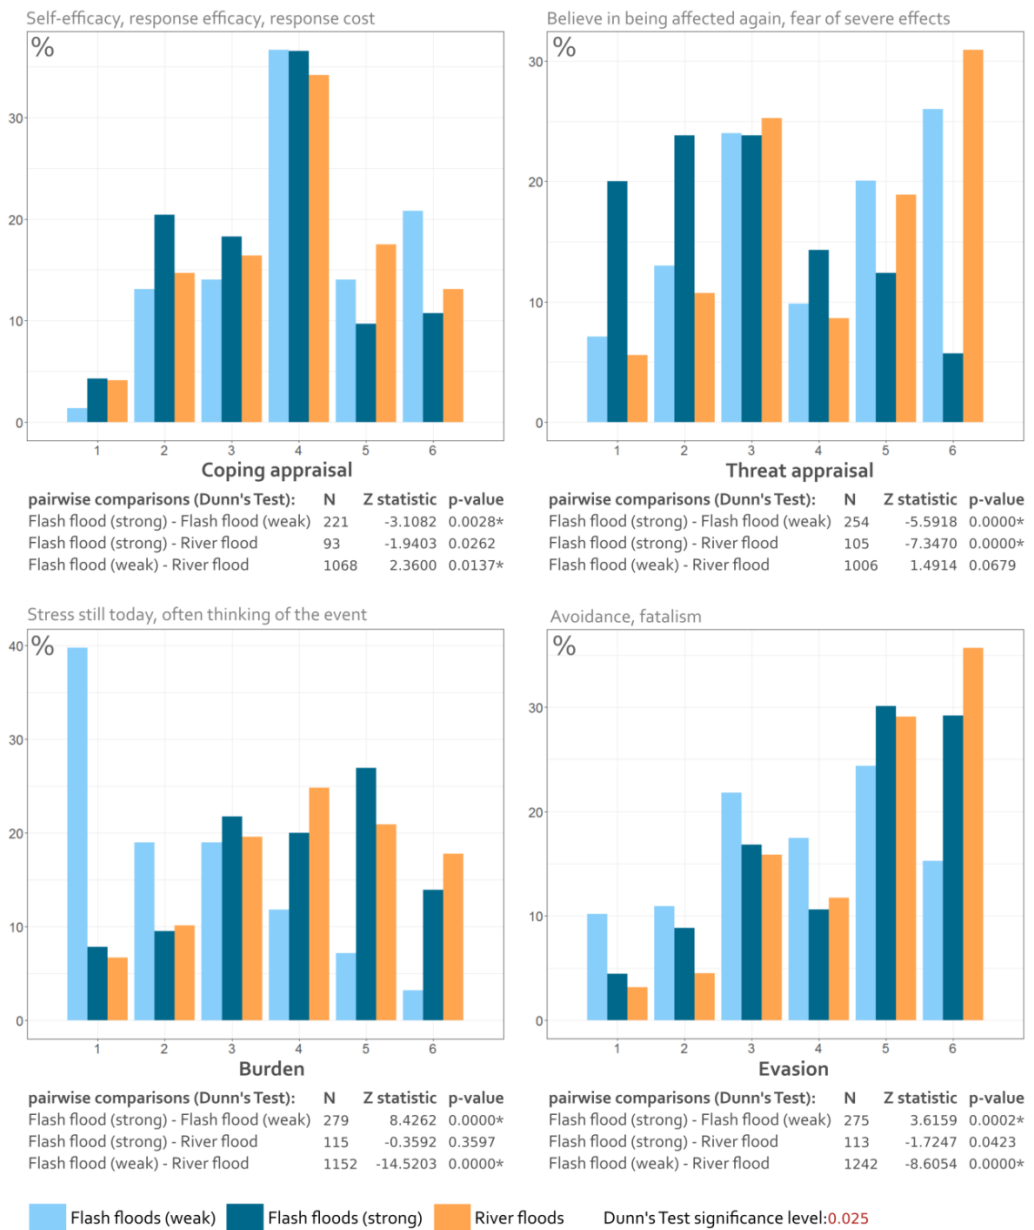 Self-efficacy, response efficacy, response cost
%
30
20
10
0
1 2 3 4 5 6
Coping appraisal
pairwise comparisons (Dunn's Test): N Z statistic p-value
Flash flood (strong) - Flash flood (weak) 221 -3.1082 0.0028*
Flash flood (strong) - River flood 93 -1.9403 0.0262
Flash flood (weak) - River flood 1068 2.3600 0.0137*
Believe in being affected again, fear of severe effects
%
30
20
10
0
1 2 3 4 5 6
Threat appraisal
pairwise comparisons (Dunn's Test): N Z statistic p-value
Flash flood (strong) - Flash flood (weak) 254 -5.5918 0.0000*
Flash flood (strong) - River flood 105 -7.3470 0.0000*
Flash flood (weak) - River flood 1006 1.4914 0.0679
Stress still today, often thinking of the event
%
40
30
20
10
0
1 2 3 4 5 6
Burden
pairwise comparisons (Dunn's Test): N Z statistic p-value
Flash flood (strong) - Flash flood (weak) 279 8.4262 0.0000*
Flash flood (strong) - River flood 115 -0.3592 0.3597
Flash flood (weak) - River flood 1152 -14.5203 0.0000*
Avoidance, fatalism
%
30
20
10
0
1 2 3 4 5 6
Evasion
pairwise comparisons (Dunn's Test): N Z statistic p-value
Flash flood (strong) - Flash flood (weak) 275 3.6159 0.0002*
Flash flood (strong) - River flood 113 -1.7247 0.0423
Flash flood (weak) - River flood 1242 -8.6054 0.0000*
Flash floods (weak) Flash floods (strong) River floods Dunn's Test significance level:0.025